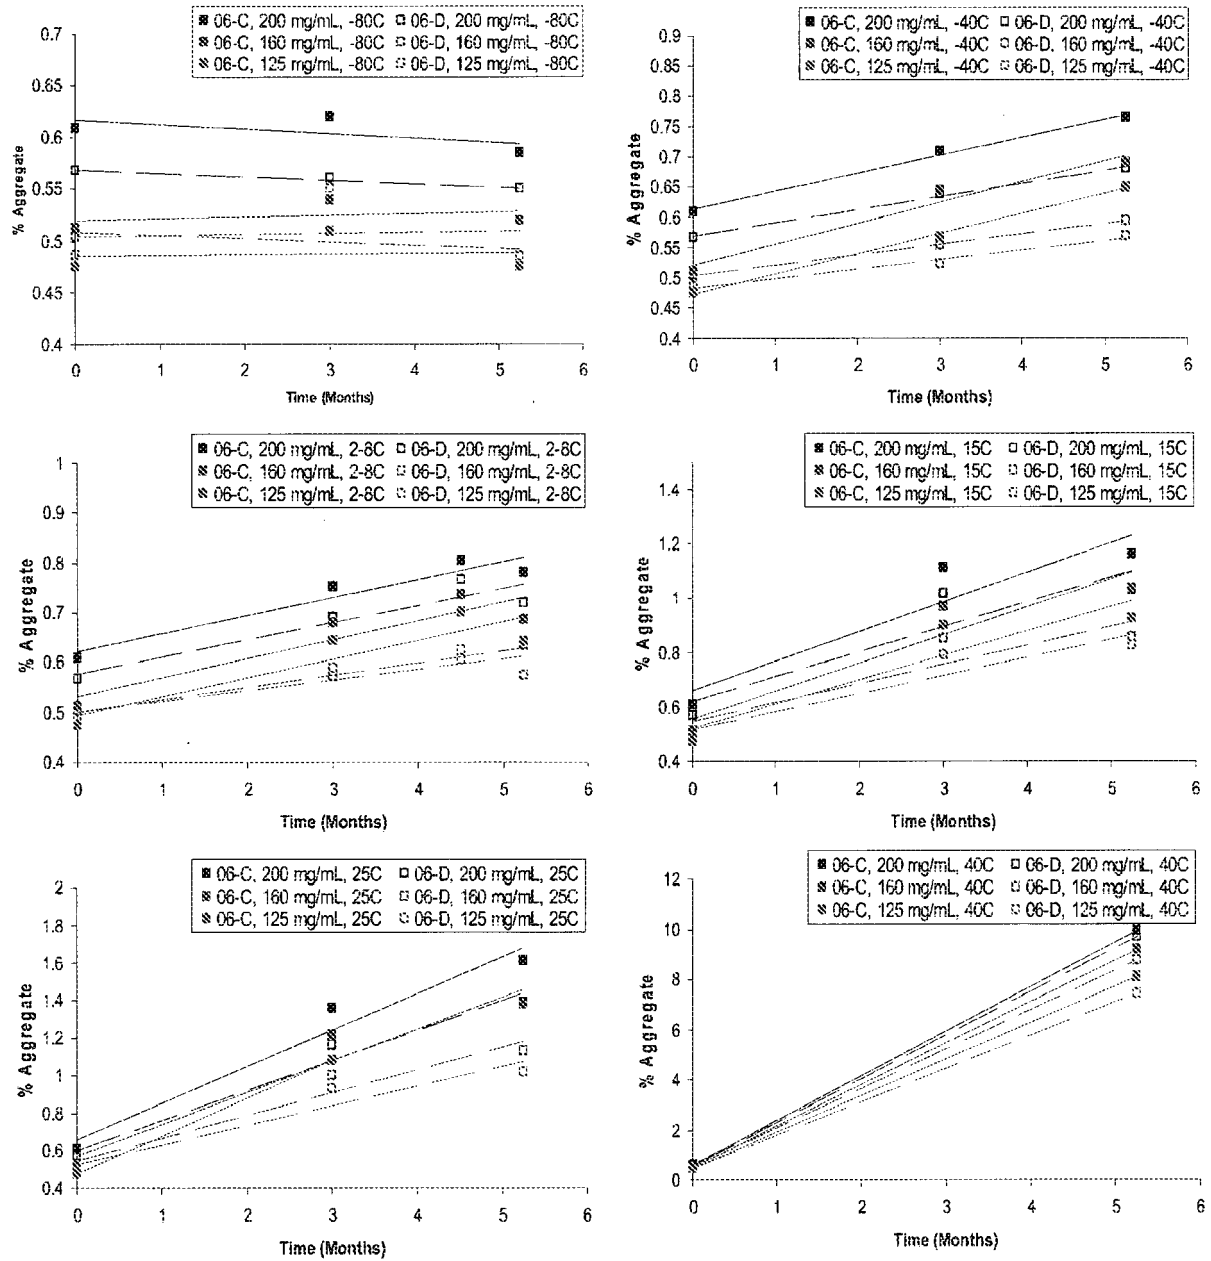 06-C, 200 mg/mL, -80C 06-D, 200 mg/mL, -80C
06-C, 160 mg/mL, -80C 06-D, 160 mg/mL, -80C
06-C, 125 mg/mL, -80C 06-D, 125 mg/mL, -80C
0.7
0.65
0.6
0.55
0.5
0.45
0.4
% Aggregate
0 1 2 3 4 5 6
Time (Months)
06-C, 200 mg/mL, -40C 06-D, 200 mg/mL, -40C
06-C, 160 mg/mL, -40C 06-D, 160 mg/mL, -40C
06-C, 125 mg/mL, -40C 06-D, 125 mg/mL, -40C
0.9
0.85
0.8
0.75
0.7
0.65
0.6
0.55
0.5
0.45
0.4
% Aggregate
0 1 2 3 4 5 6
Time (Months)
06-C, 200 mg/mL, 2-8C 06-D, 200 mg/mL, 2-8C
06-C, 160 mg/mL, 2-8C 06-D, 160 mg/mL, 2-8C
06-C, 125 mg/mL, 2-8C 06-D, 125 mg/mL, 2-8C
1
0.9
0.8
0.7
0.6
0.5
0.4
% Aggregate
0 1 2 3 4 5 6
Time (Months)
06-C, 200 mg/mL, 15C 06-D, 200 mg/mL, 15C
06-C, 160 mg/mL, 15C 06-D, 160 mg/mL, 15C
06-C, 125 mg/mL, 15C 06-D, 125 mg/mL, 15C
1.4
1.2
1
0.8
0.6
0.4
% Aggregate
0 1 2 3 4 5 6
Time (Months)
06-C, 200 mg/mL, 25C 06-D, 200 mg/mL, 25C
06-C, 160 mg/mL, 25C 06-D, 160 mg/mL, 25C
06-C, 125 mg/mL, 25C 06-D, 125 mg/mL, 25C
2
1.8
1.6
1.4
1.2
1
0.8
0.6
0.4
% Aggregate
0 1 2 3 4 5 6
Time (Months)
06-C, 200 mg/mL, 40C 06-D, 200 mg/mL, 40C
06-C, 160 mg/mL, 40C 06-D, 160 mg/mL, 40C
06-C, 125 mg/mL, 40C 06-D, 125 mg/mL, 40C
12
10
8
6
4
2
0
% Aggregate
0 1 2 3 4 5 6
Time (Months)